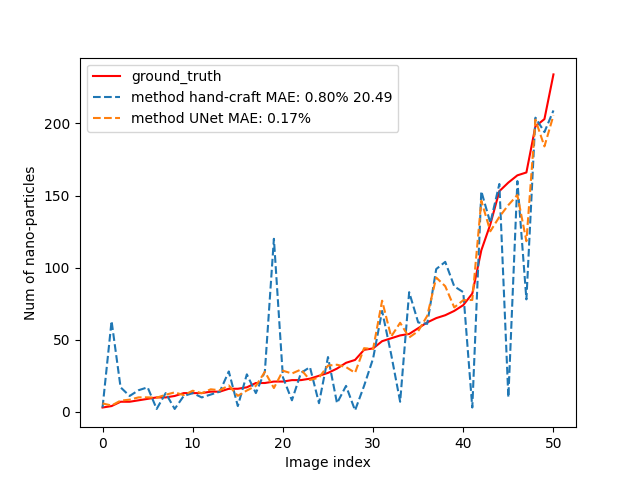 ground_truth
method hand-craft MAE: 0.80% 20.49
method UNet MAE: 0.17%
200
150
100
50
0
Num of nano-particles
0 10 20 30 40 50
Image index